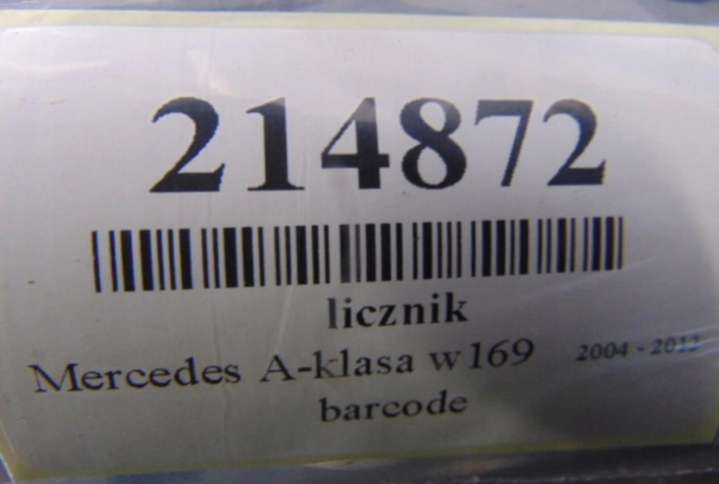 214872
licznik
Mercedes A-klasa w169 2004 - 2012
barcode